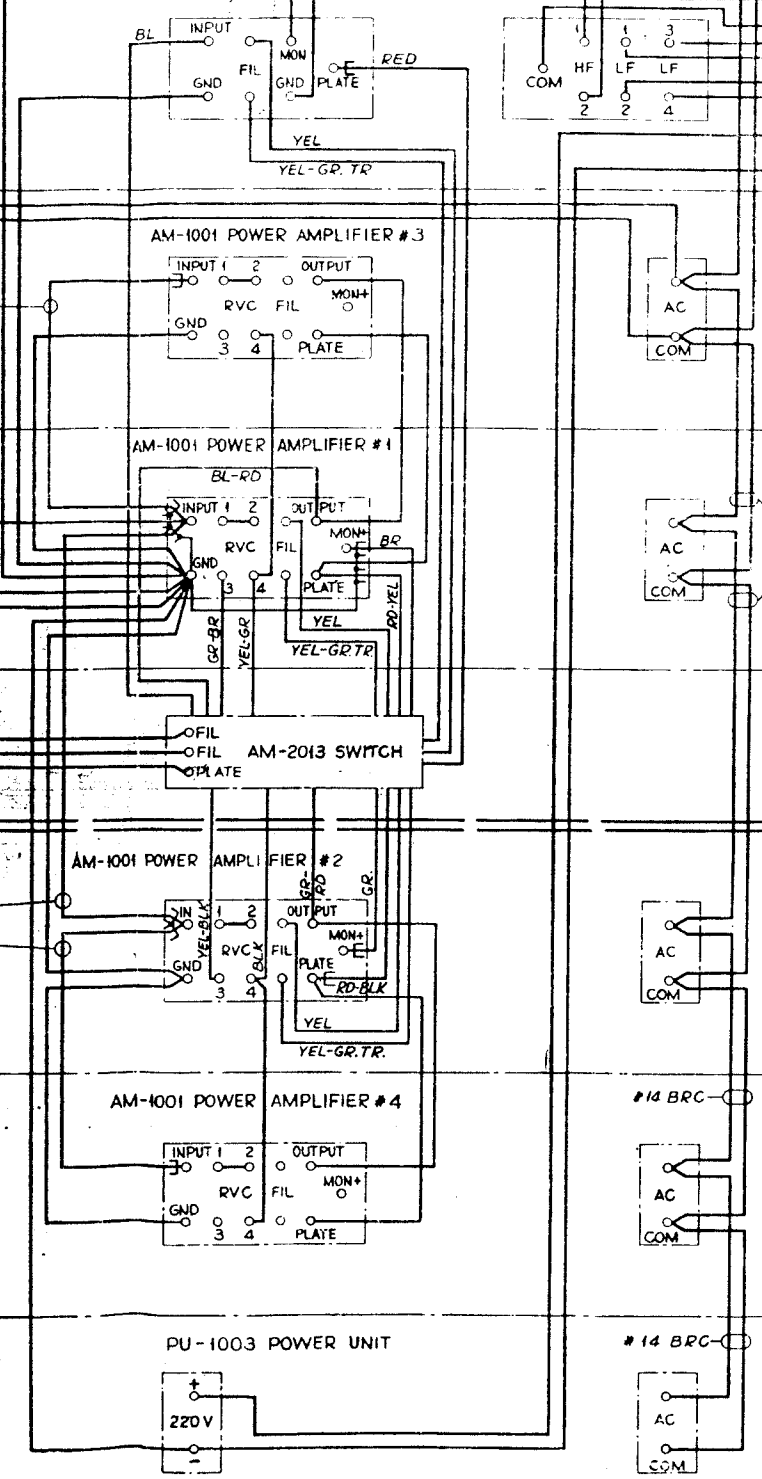 BL
INPUT
MON
FIL
RED
GND
GND
PLATE
YEL
YEL-GR. TR
1 1 3
COM HF LF LF
2 2 4
AM-1001 POWER AMPLIFIER #3
INPUT 1 2 OUTPUT
RVC FIL MON+
GND
3 4 PLATE
AC
COM
AM-1001 POWER AMPLIFIER #1
BL-RD
INPUT 1 2 OUTPUT
RVC FIL MON+
BR
GND
3 4 PLATE
GR-BR
YEL-GR
YEL
YEL-GR.TR
RD-YEL
AC
COM
FIL
FIL
PLATE
AM-2013 SWITCH
AM-1001 POWER AMPLIFIER #2
GR-RD
GR.
IN 1 2 OUTPUT
YEL-BLK
RVC
BLK
FIL
MON+
GND
3 4
PLATE
RD-BLK
YEL
YEL-GR.TR.
AC
COM
AM-1001 POWER AMPLIFIER #4
#14 BRC
INPUT 1 2 OUTPUT
RVC FIL MON+
GND
3 4 PLATE
AC
COM
PU-1003 POWER UNIT
#14 BRC
+
220V
-
AC
COM